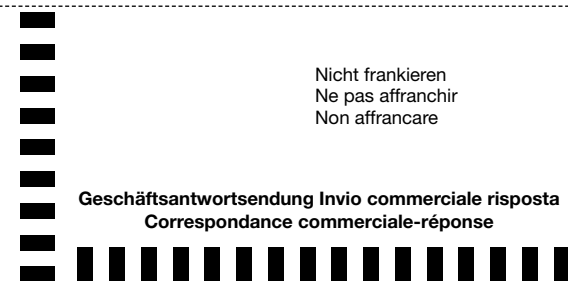 Nicht frankieren
Ne pas affranchir
Non affrancare
Geschäftsantwortsendung Invio commerciale risposta
Correspondance commerciale-réponse